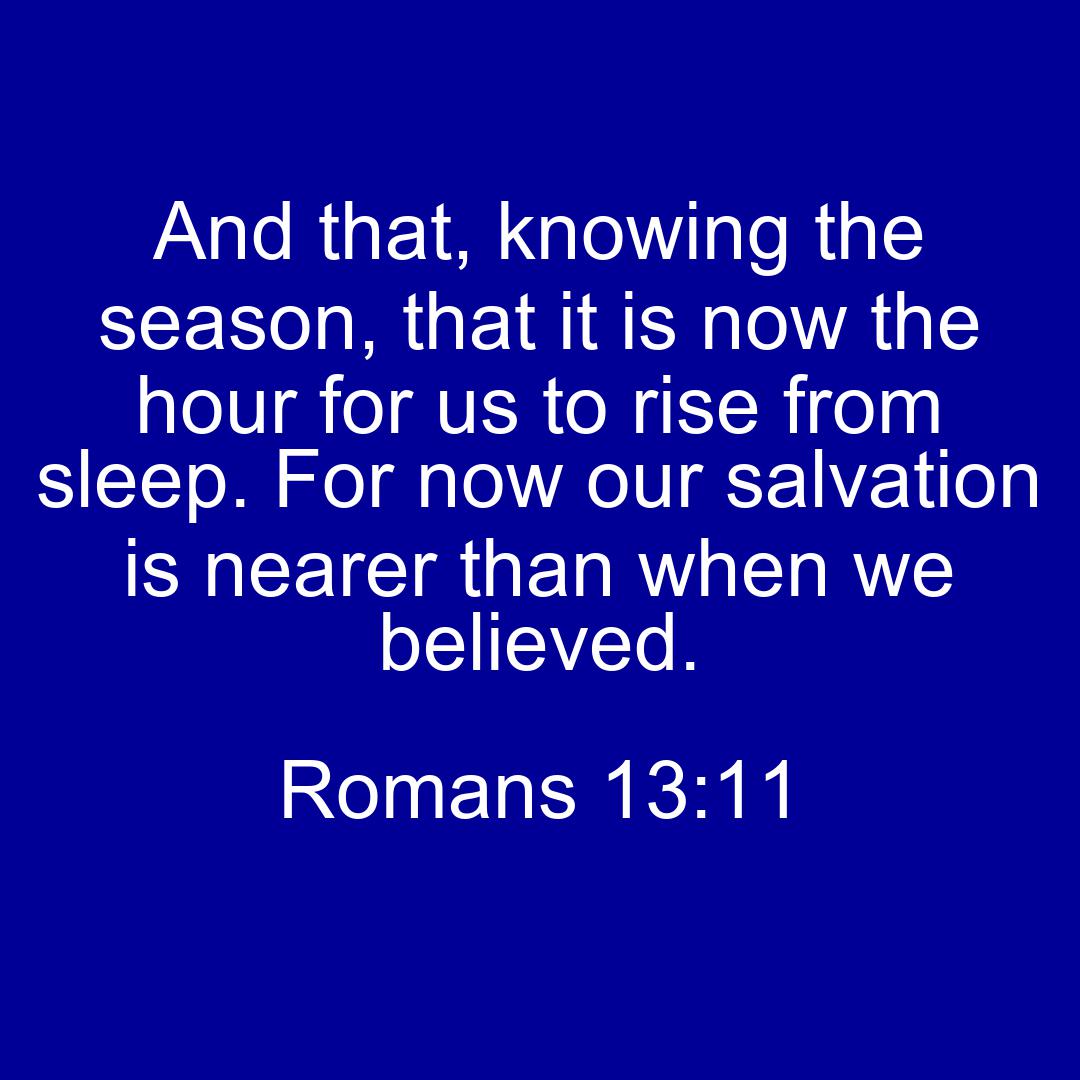 And that, knowing the
season, that it is now the
hour for us to rise from
sleep. For now our salvation
is nearer than when we
believed.
Romans 13:11